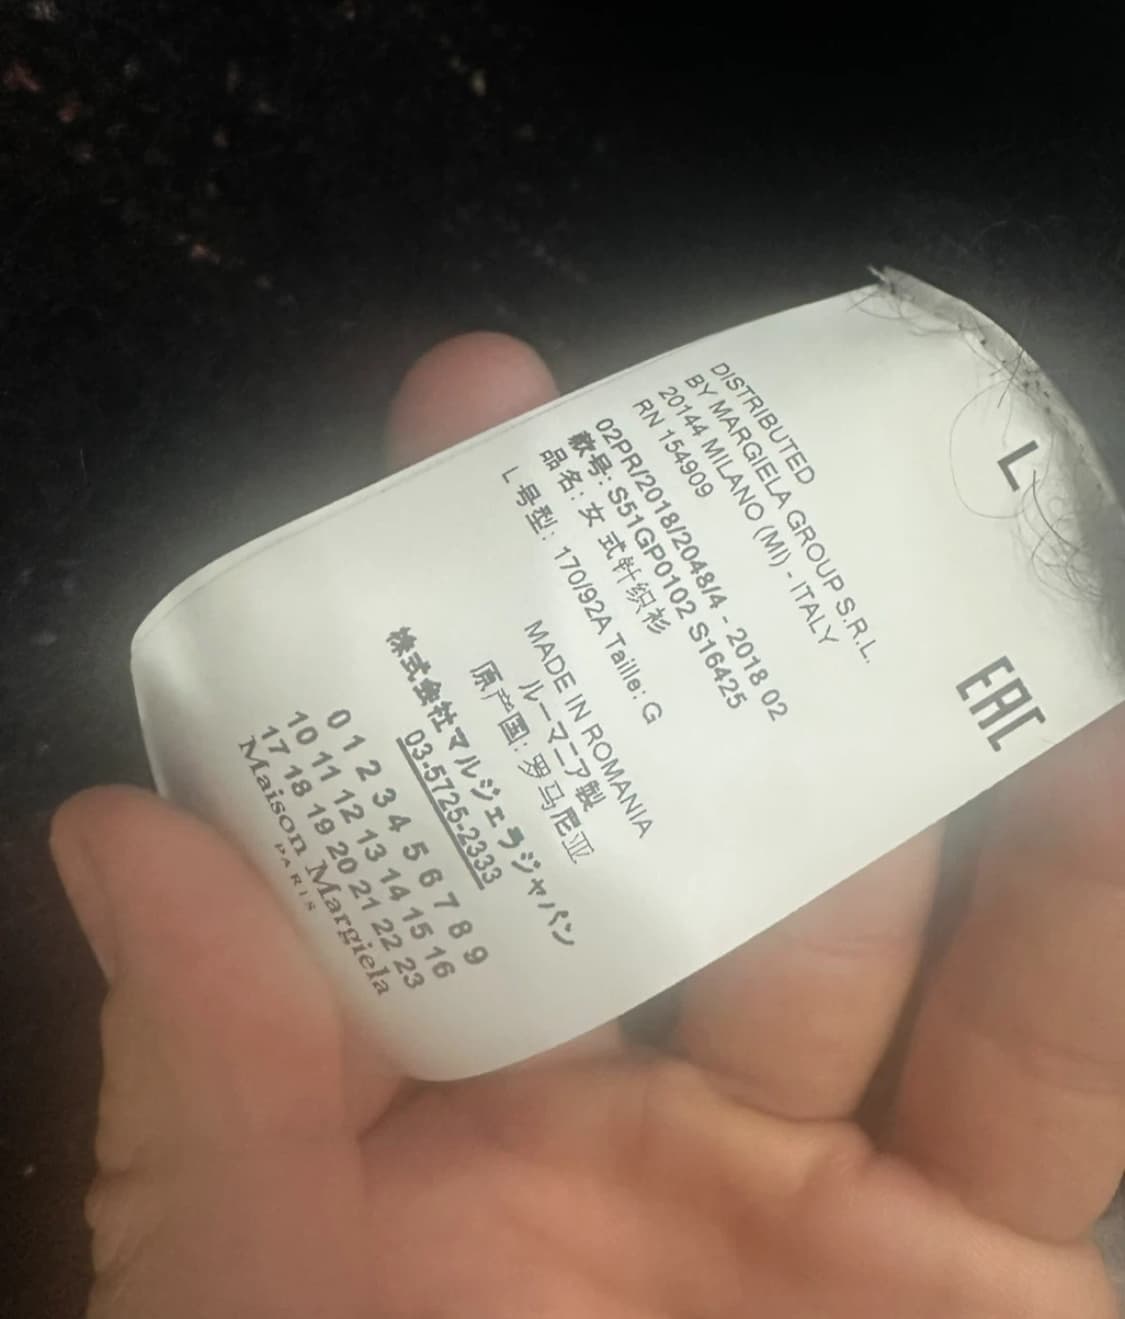 L
EAC
DISTRIBUTED
BY MARGIELA GROUP S.R.L.
20144 MILANO (MI) - ITALY
RN 154909
02PR/2018/2048/4 - 2018 02
款号: S51GP0102 S16425
品名: 女 式针织衫
L 号型: 170/92A Taille: G
MADE IN ROMANIA
ルーマニア製
原产国: 罗马尼亚
株式会社マルジェラジャパン
03-5725-2333
0 1 2 3 4 5 6 7 8 9
10 11 12 13 14 15 16
17 18 19 20 21 22 23
Maison Margiela
PARIS